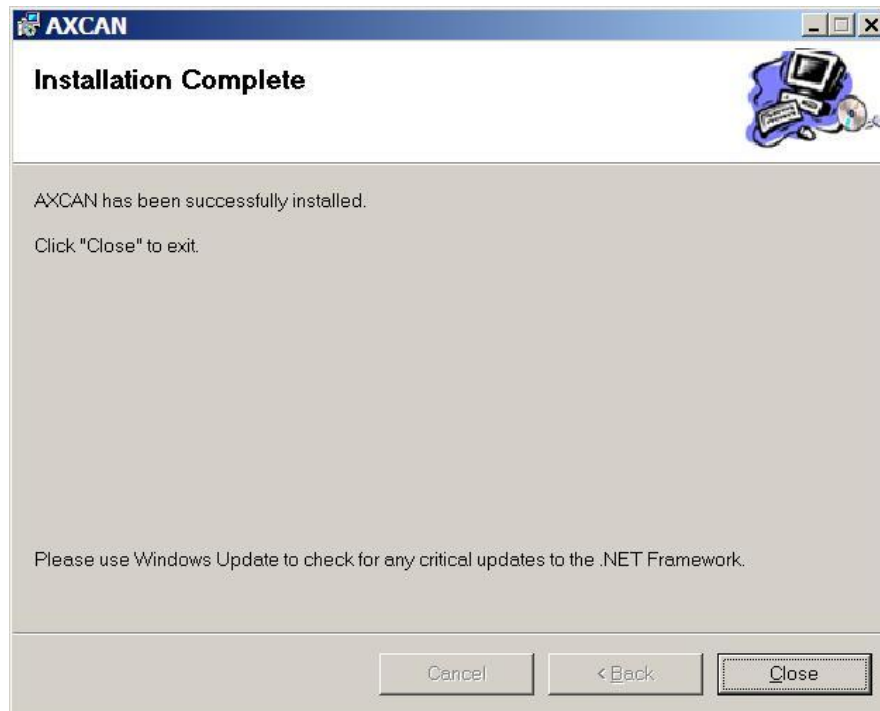 AXCAN
Installation Complete
AXCAN has been successfully installed.
Click "Close" to exit.
Please use Windows Update to check for any critical updates to the .NET Framework.
Cancel
< Back
Close